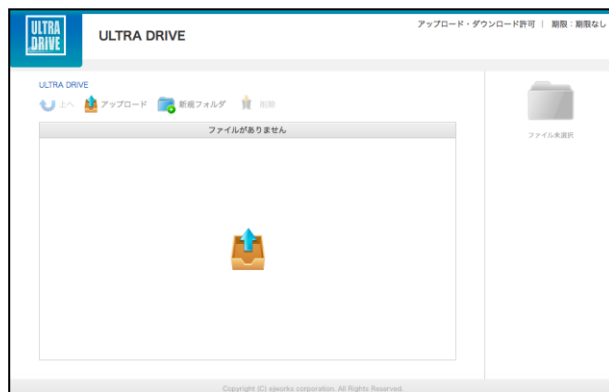 ULTRA
DRIVE
ULTRA DRIVE
アップロード・ダウンロード許可 | 期限:期限なし
ULTRA DRIVE
上へ アップロード 新規フォルダ 削除
ファイルがありません
ファイル未選択
Copyright (C) epworks corporation. All Rights Reserved.